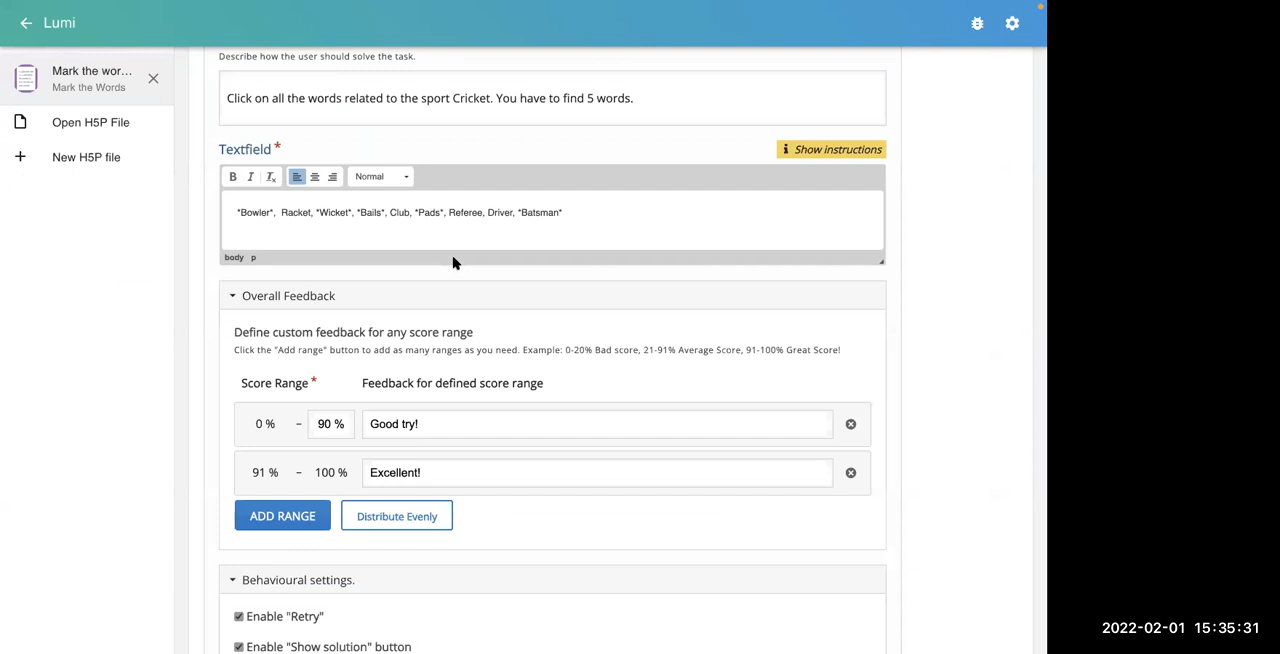 Lumi
Mark the wor...
Mark the Words
Open H5P File
New H5P file
Describe how the user should solve the task.
Click on all the words related to the sport Cricket. You have to find 5 words.
Textfield *
i Show instructions
B I Tx Normal
*Bowler*, Racket, *Wicket*, *Bails*, Club, *Pads*, Referee, Driver, *Batsman*
body p
Overall Feedback
Define custom feedback for any score range
Click the "Add range" button to add as many ranges as you need. Example: 0-20% Bad score, 21-91% Average Score, 91-100% Great Score!
Score Range * Feedback for defined score range
0 % – 90 % Good try!
91 % – 100 % Excellent!
ADD RANGE Distribute Evenly
Behavioural settings.
Enable "Retry"
Enable "Show solution" button
2022-02-01 15:35:31